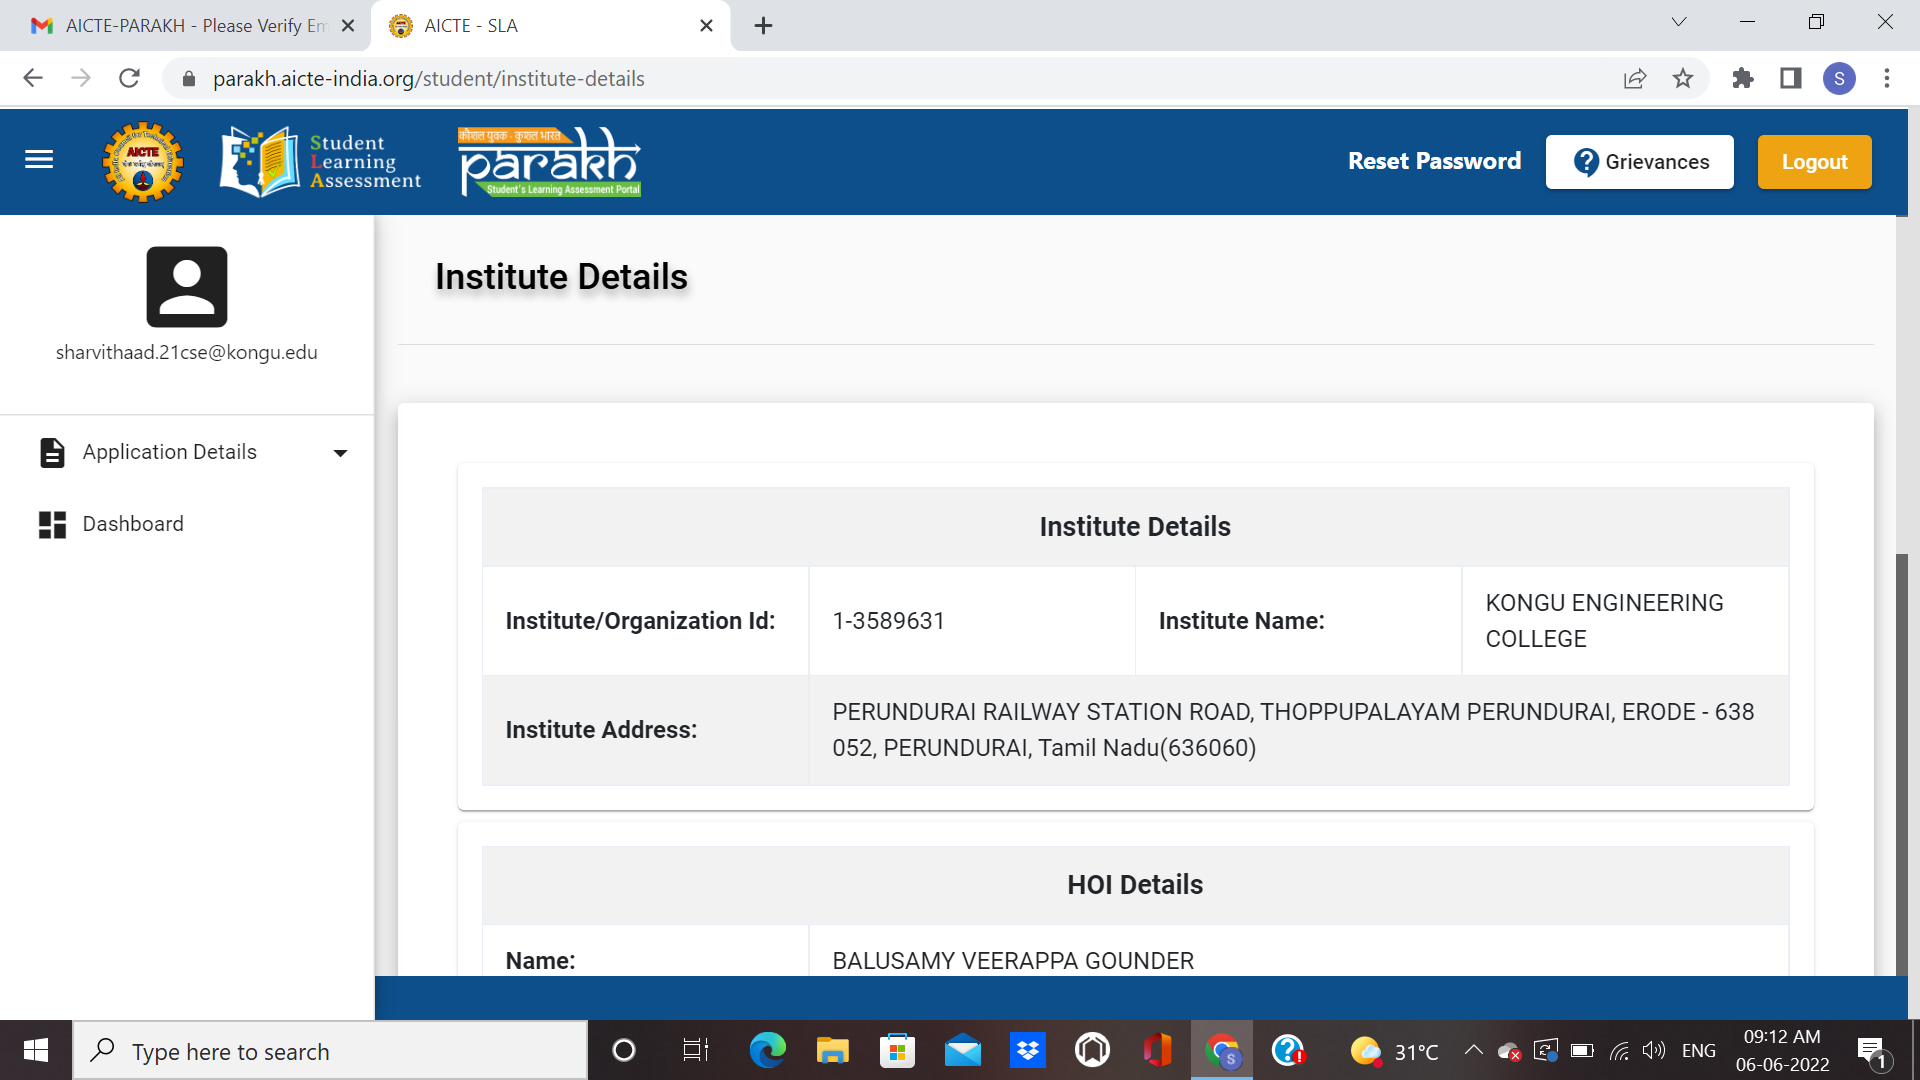 AICTE-PARAKH - Please Verify Em
AICTE - SLA
parakh.aicte-india.org/student/institute-details
S
AICTE
Student
Learning
Assessment
कौशल युवक - कुशल भारत
parakh
Student's Learning Assessment Portal
Reset Password
Grievances
Logout
sharvithaad.21cse@kongu.edu
Application Details
Dashboard
Institute Details
Institute Details
Institute/Organization Id:
1-3589631
Institute Name:
KONGU ENGINEERING
COLLEGE
Institute Address:
PERUNDURAI RAILWAY STATION ROAD, THOPPUPALAYAM PERUNDURAI, ERODE - 638
052, PERUNDURAI, Tamil Nadu(636060)
HOI Details
Name:
BALUSAMY VEERAPPA GOUNDER
Type here to search
S
31°C
ENG
09:12 AM
06-06-2022
1